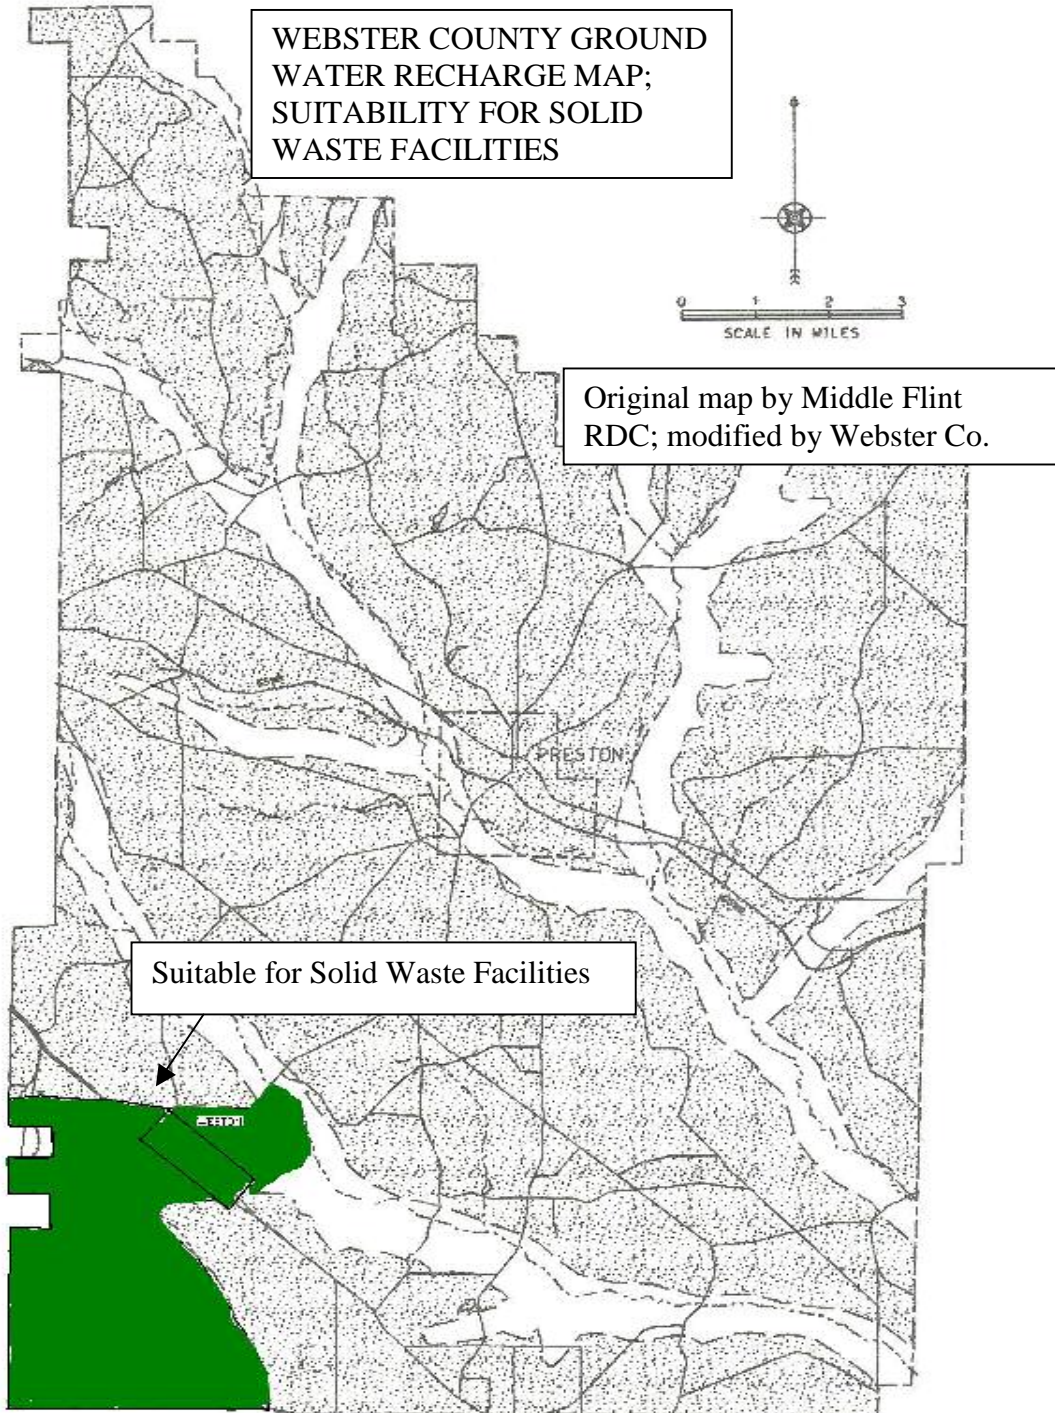 WEBSTER COUNTY GROUND
WATER RECHARGE MAP;
SUITABILITY FOR SOLID
WASTE FACILITIES
0 1 2 3
SCALE IN MILES
Original map by Middle Flint
RDC; modified by Webster Co.
PRESTON
Suitable for Solid Waste Facilities